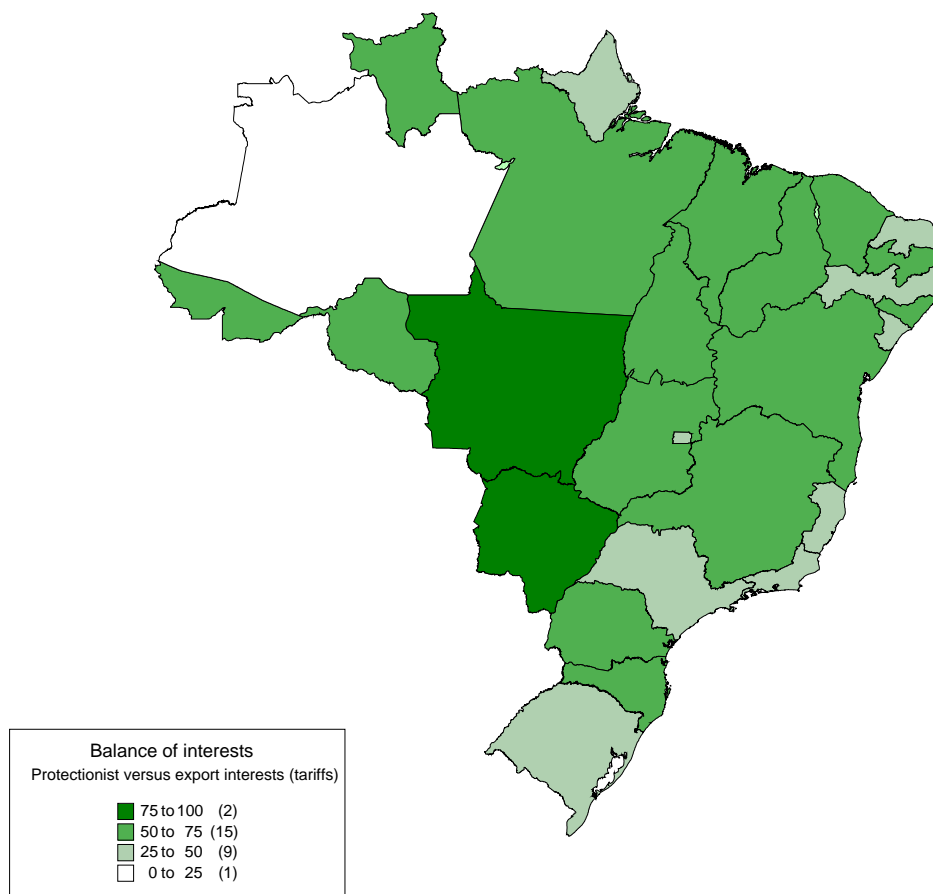 Balance of interests
Protectionist versus export interests (tariffs)
75 to 100 (2)
50 to 75 (15)
25 to 50 (9)
0 to 25 (1)